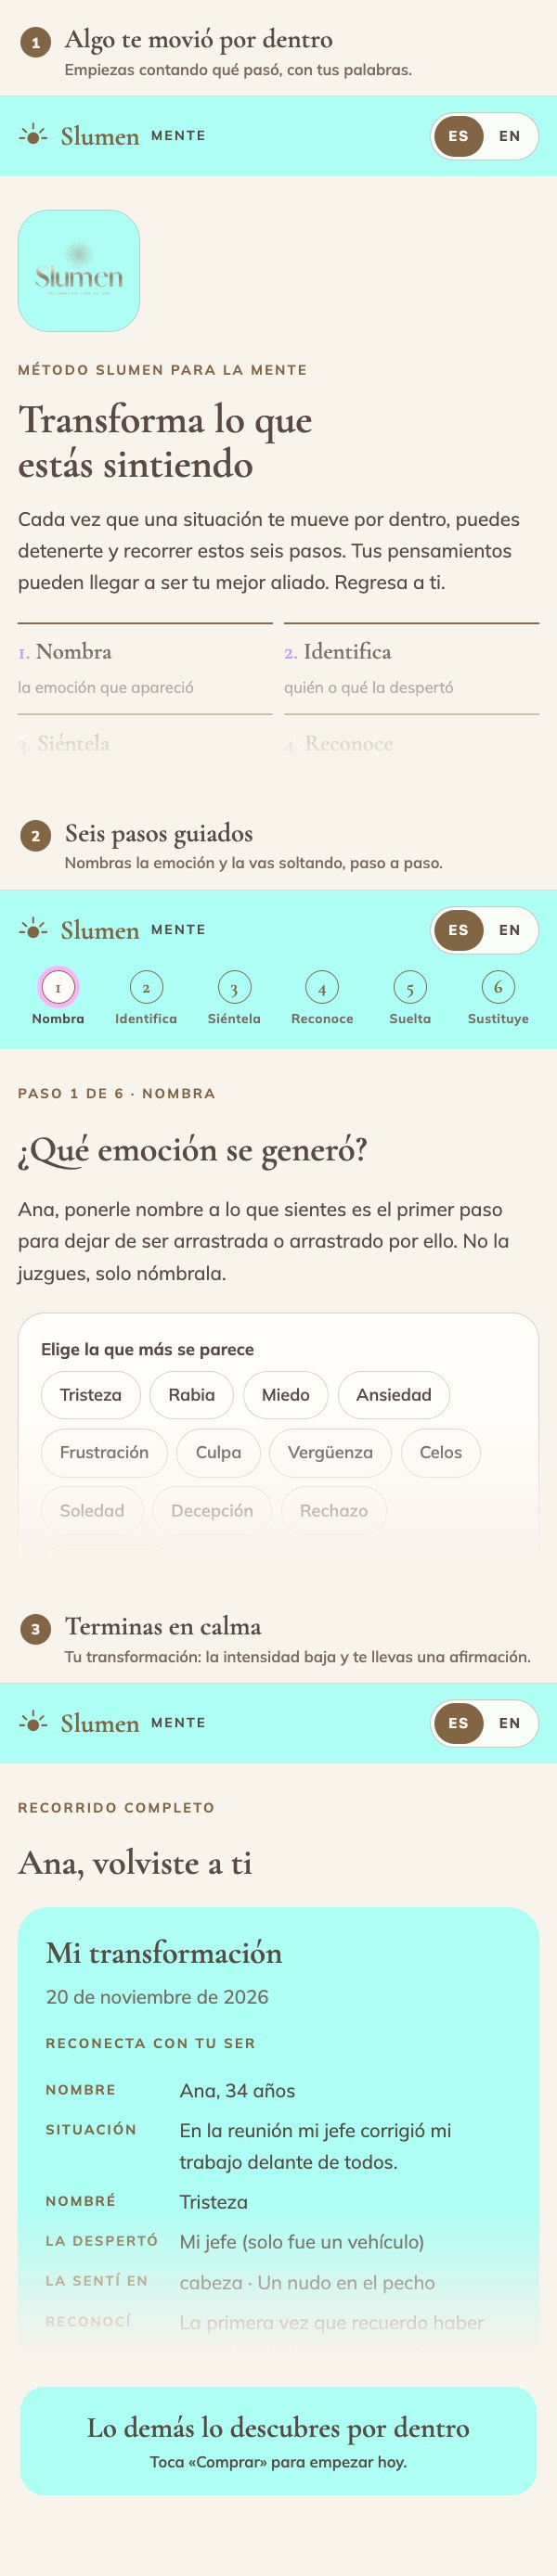 1 Algo te movió por dentro
Empiezas contando qué pasó, con tus palabras.
Slumen MENTE ES EN
Slumen
MÉTODO SLUMEN PARA LA MENTE
Transforma lo que
estás sintiendo
Cada vez que una situación te mueve por dentro, puedes
detenerte y recorrer estos seis pasos. Tus pensamientos
pueden llegar a ser tu mejor aliado. Regresa a ti.
1. Nombra
la emoción que apareció
2. Identifica
quién o qué la despertó
3. Siéntela
4. Reconoce
2 Seis pasos guiados
Nombras la emoción y la vas soltando, paso a paso.
Slumen MENTE ES EN
1 2 3 4 5 6
Nombra Identifica Siéntela Reconoce Suelta Sustituye
PASO 1 DE 6 · NOMBRA
¿Qué emoción se generó?
Ana, ponerle nombre a lo que sientes es el primer paso
para dejar de ser arrastrada o arrastrado por ello. No la
juzgues, solo nómbrala.
Elige la que más se parece
Tristeza Rabia Miedo Ansiedad
Frustración Culpa Vergüenza Celos
Soledad Decepción Rechazo
3 Terminas en calma
Tu transformación: la intensidad baja y te llevas una afirmación.
Slumen MENTE ES EN
RECORRIDO COMPLETO
Ana, volviste a ti
Mi transformación
20 de noviembre de 2026
RECONECTA CON TU SER
NOMBRE Ana, 34 años
SITUACIÓN En la reunión mi jefe corrigió mi
trabajo delante de todos.
NOMBRÉ Tristeza
LA DESPERTÓ Mi jefe (solo fue un vehículo)
LA SENTÍ EN cabeza · Un nudo en el pecho
RECONOCÍ La primera vez que recuerdo haber
Lo demás lo descubres por dentro
Toca «Comprar» para empezar hoy.